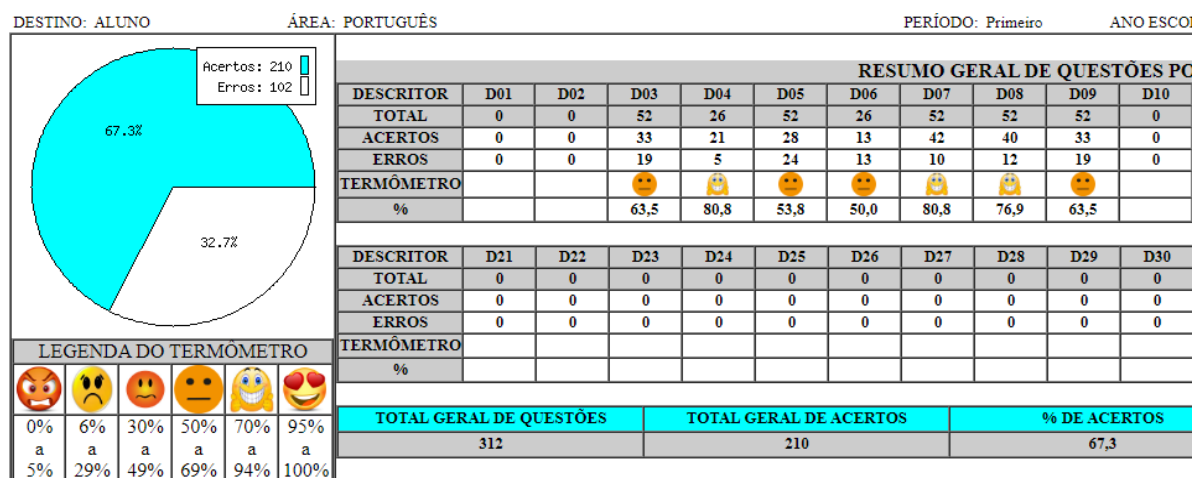 DESTINO: ALUNO ÁREA: PORTUGUÊS PERÍODO: Primeiro ANO ESCOL
Acertos: 210
Erros: 102
67.3%
32.7%
RESUMO GERAL DE QUESTÕES PO
DESCRITOR D01 D02 D03 D04 D05 D06 D07 D08 D09 D10
TOTAL 0 0 52 26 52 26 52 52 52 0
ACERTOS 0 0 33 21 28 13 42 40 33 0
ERROS 0 0 19 5 24 13 10 12 19 0
TERMÔMETRO
% 63,5 80,8 53,8 50,0 80,8 76,9 63,5
DESCRITOR D21 D22 D23 D24 D25 D26 D27 D28 D29 D30
TOTAL 0 0 0 0 0 0 0 0 0 0
ACERTOS 0 0 0 0 0 0 0 0 0 0
ERROS 0 0 0 0 0 0 0 0 0 0
TERMÔMETRO
%
LEGENDA DO TERMÔMETRO
0% 6% 30% 50% 70% 95%
a a a a a a
5% 29% 49% 69% 94% 100%
TOTAL GERAL DE QUESTÕES TOTAL GERAL DE ACERTOS % DE ACERTOS
312 210 67,3